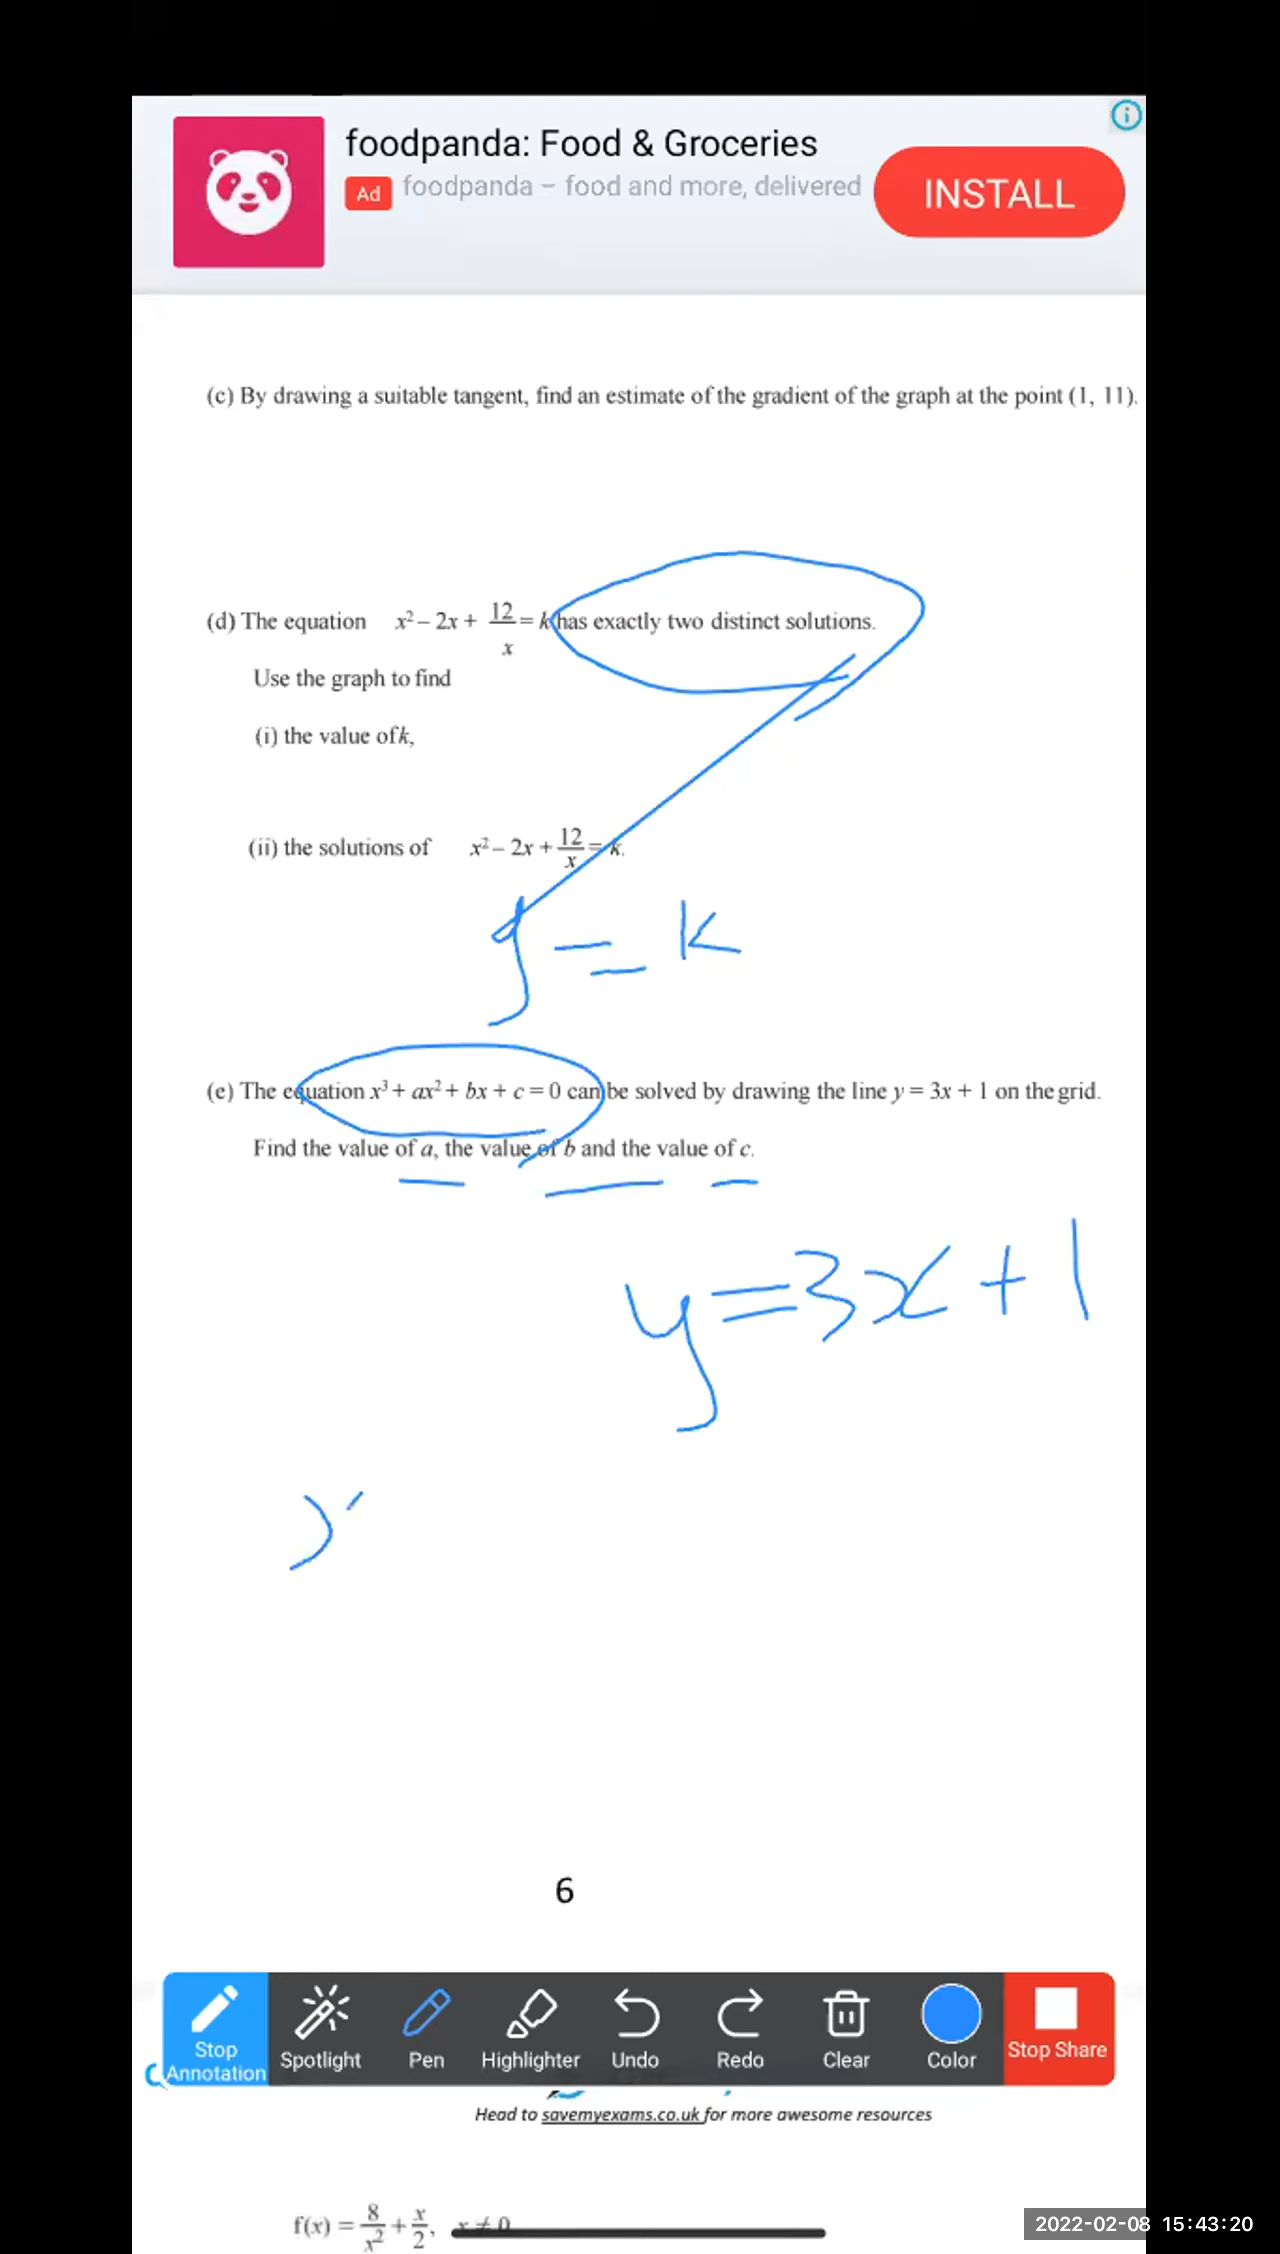 foodpanda: Food & Groceries
Ad foodpanda – food and more, delivered
INSTALL
(c) By drawing a suitable tangent, find an estimate of the gradient of the graph at the point (1, 11).
(d) The equation x² – 2x + 12/x = k has exactly two distinct solutions.
Use the graph to find
(i) the value of k,
(ii) the solutions of x² – 2x + 12/x = k.
y = k
(e) The equation x³ + ax² + bx + c = 0 can be solved by drawing the line y = 3x + 1 on the grid.
Find the value of a, the value of b and the value of c.
y = 3x + 1
6
Stop Annotation
Spotlight
Pen
Highlighter
Undo
Redo
Clear
Color
Stop Share
Head to savemyexams.co.uk for more awesome resources
f(x) = 8/x² + x/2, x ≠ 0
2022-02-08 15:43:20